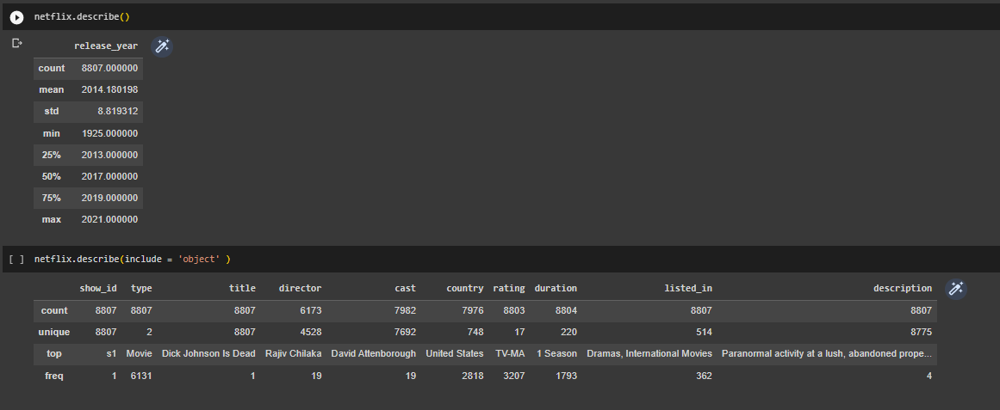 netflix.describe()
release_year
count 8807.000000
mean 2014.180198
std 8.819312
min 1925.000000
25% 2013.000000
50% 2017.000000
75% 2019.000000
max 2021.000000
[ ] netflix.describe(include = 'object' )
show_id type title director cast country rating duration listed_in description
count 8807 8807 8807 6173 7982 7976 8803 8804 8807 8807
unique 8807 2 8807 4528 7692 748 17 220 514 8775
top s1 Movie Dick Johnson Is Dead Rajiv Chilaka David Attenborough United States TV-MA 1 Season Dramas, International Movies Paranormal activity at a lush, abandoned prope...
freq 1 6131 1 19 19 2818 3207 1793 362 4